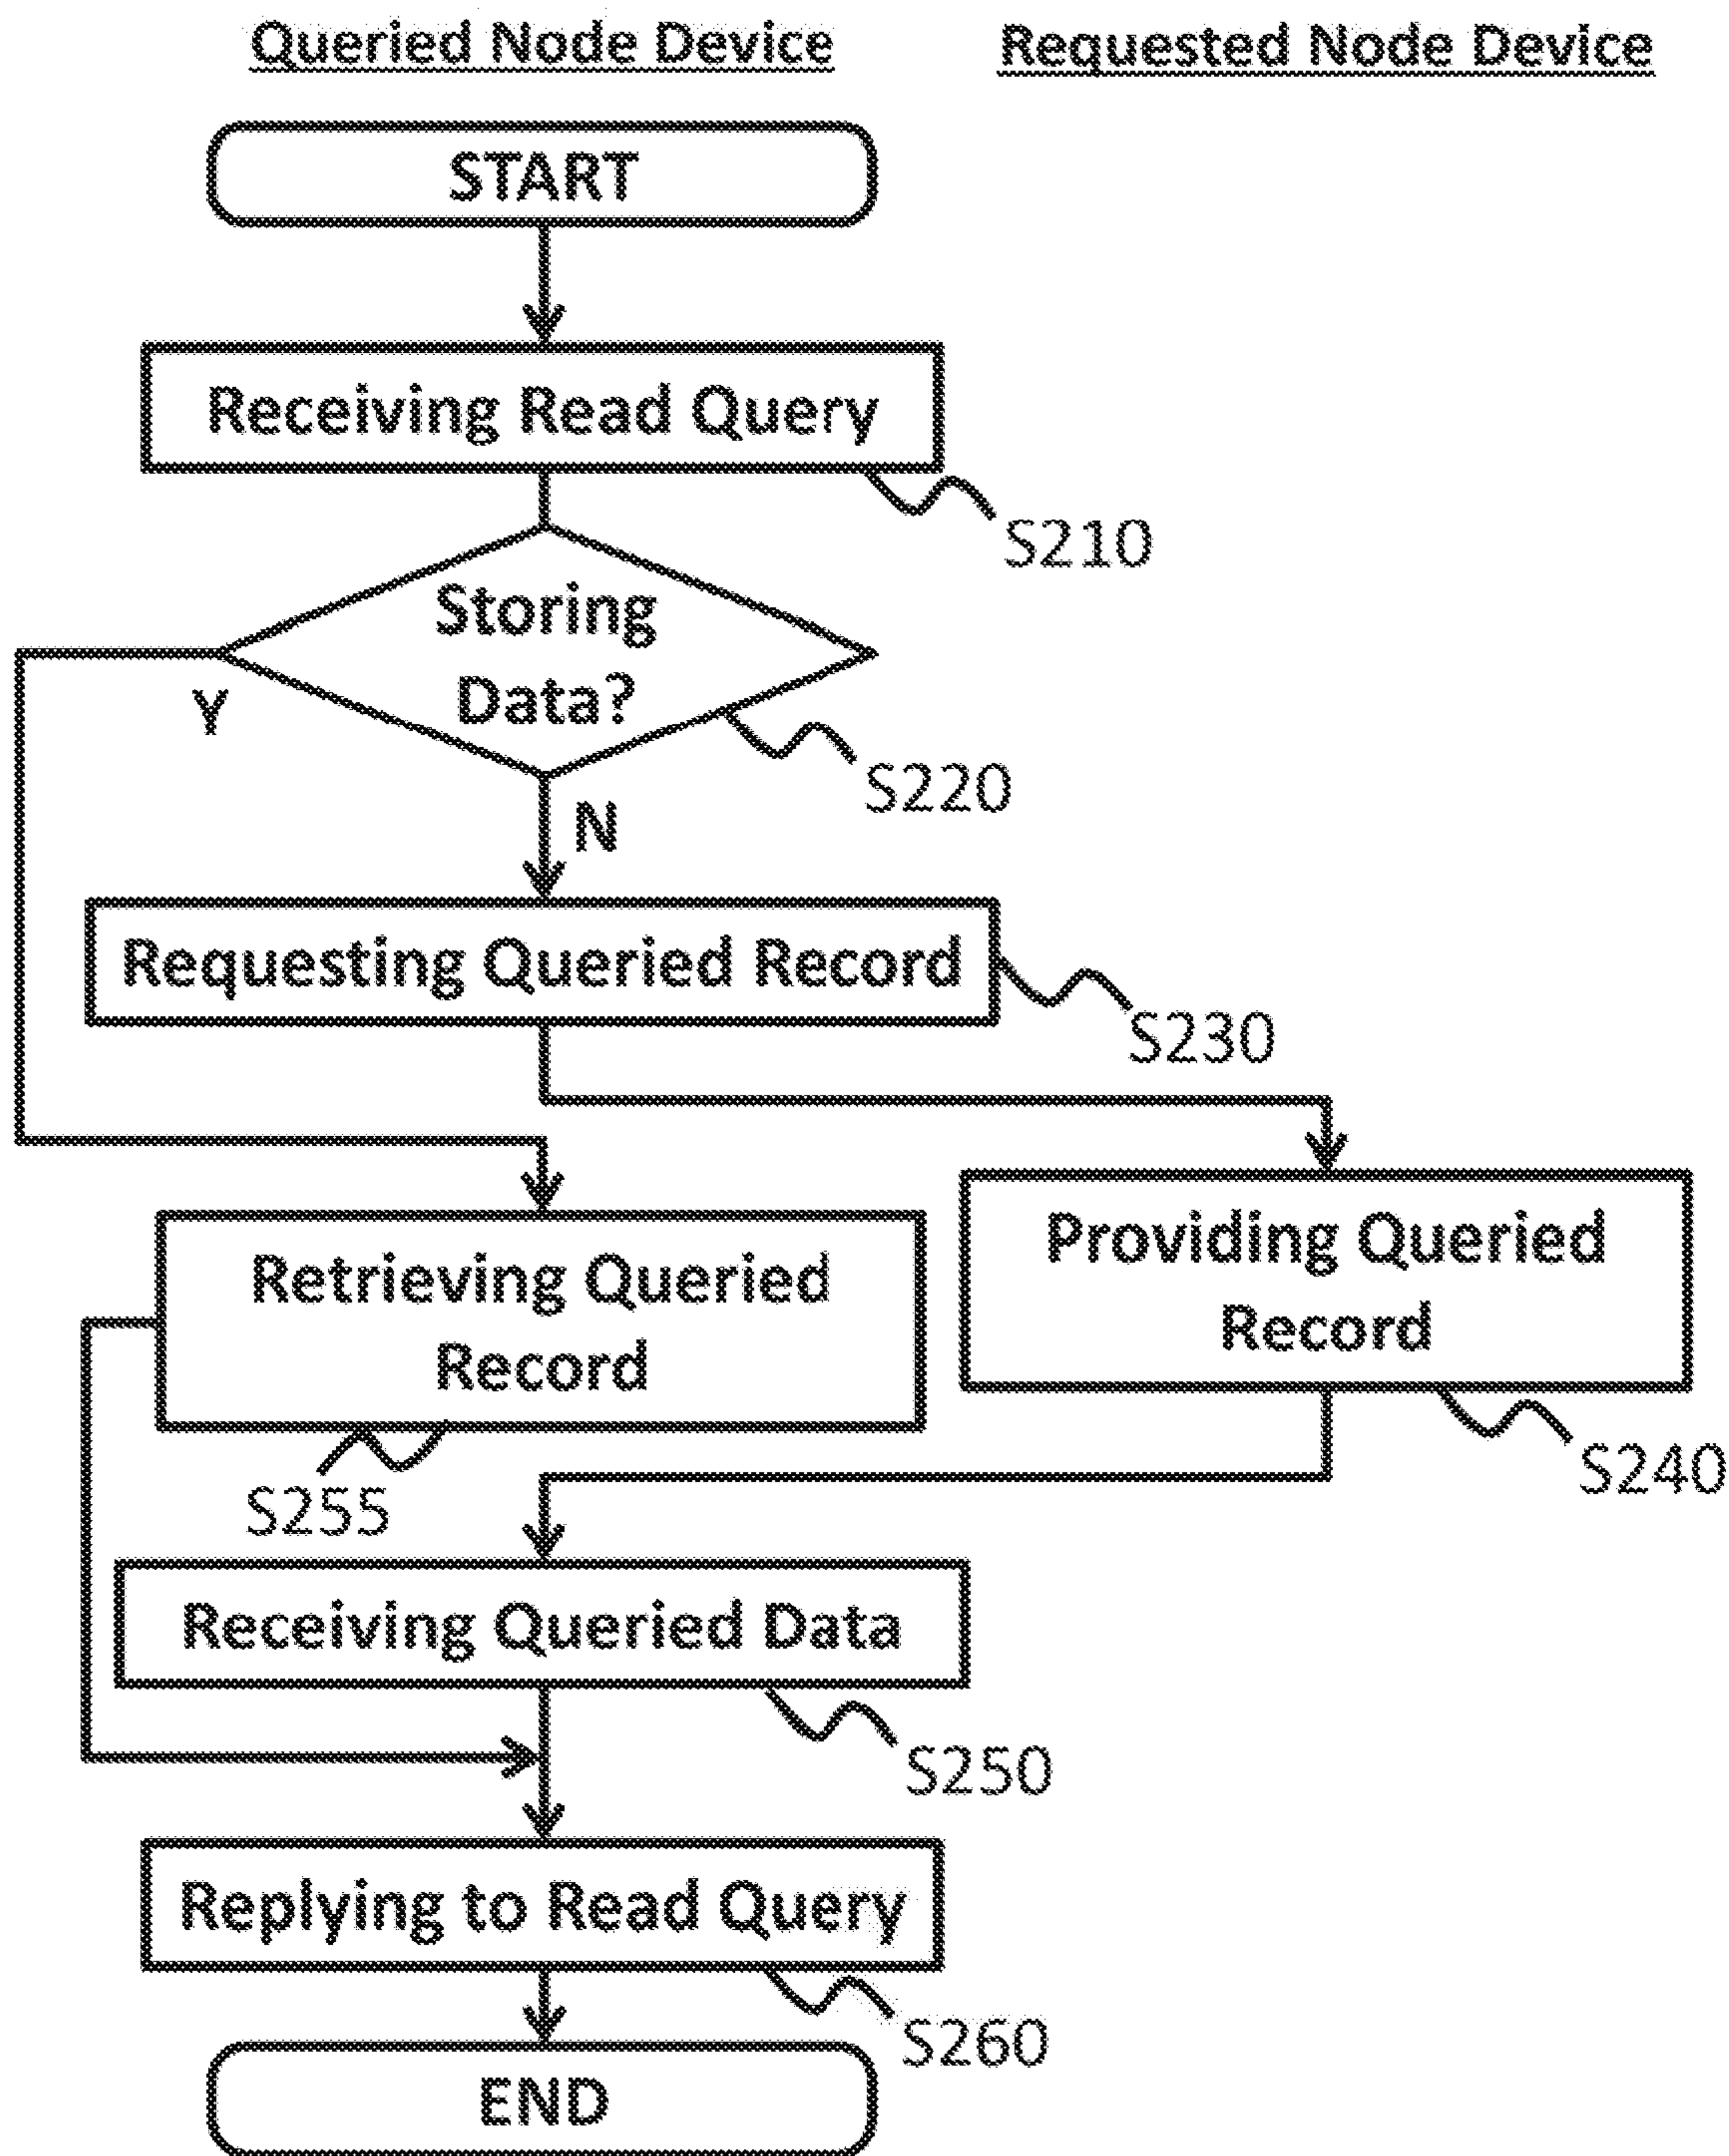 Queried Node Device
Requested Node Device
START
Receiving Read Query
S210
Storing
Data?
Y
S220
N
Requesting Queried Record
S230
Retrieving Queried
Record
S255
Providing Queried
Record
S240
Receiving Queried Data
S250
Replying to Read Query
S260
END